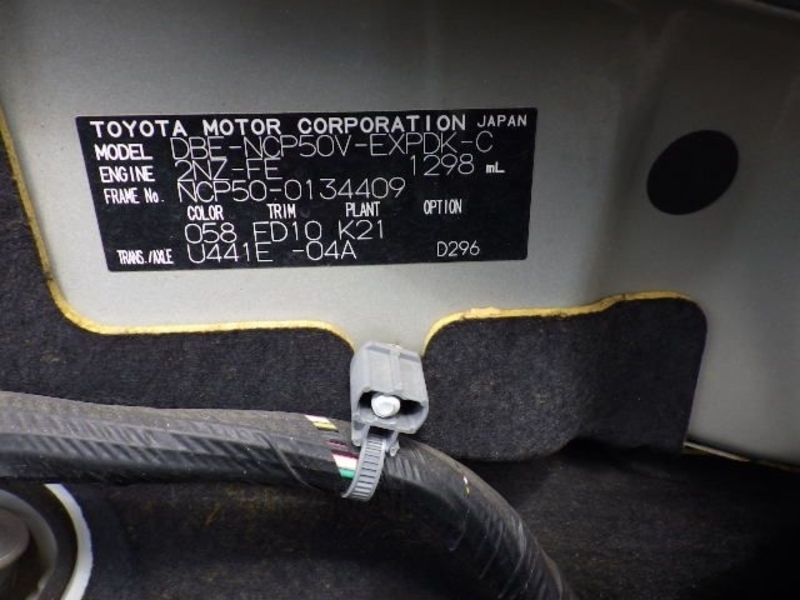 TOYOTA MOTOR CORPORATION JAPAN
MODEL DBE-NCP50V-EXPDK-C
ENGINE 2NZ-FE 1298 mL
FRAME No. NCP50-0134409
COLOR TRIM PLANT OPTION
058 FD10 K21
TRANS./AXLE U441E -04A D296